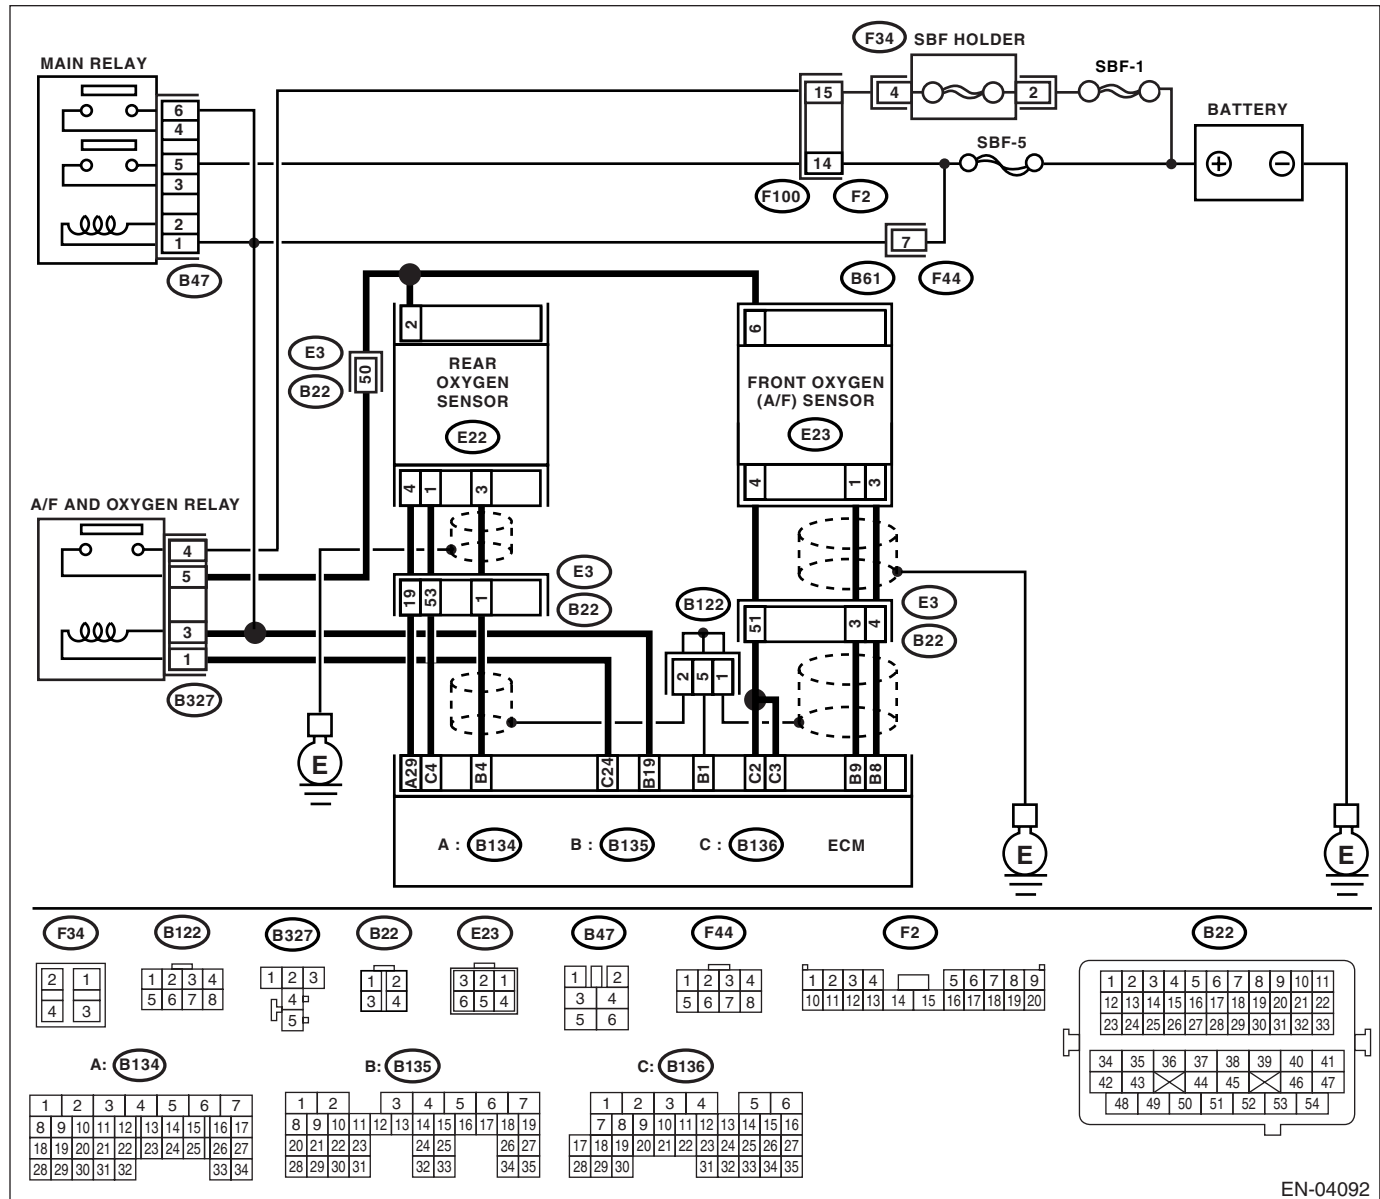 F34 SBF HOLDER
MAIN RELAY
SBF-1
15 4 2
BATTERY
6
4
5
3
2
1
SBF-5
14
+ −
F100 F2
7
B47
B61 F44
2
6
E3
50
B22
REAR
OXYGEN
SENSOR
E22
FRONT OXYGEN
(A/F) SENSOR
E23
4 1 3
4 1 3
A/F AND OXYGEN RELAY
4
5
3
1
B327
19 53 1
E3
B22
B122
51 3 4
E3
B22
2 5 1
E
A29 C4 B4 C24 B19 B1 C2 C3 B9 B8
A : B134 B : B135 C : B136 ECM
E
E
F34 B122 B327 B22 E23 B47 F44 F2 B22
2 1
4 3
1 2 3 4
5 6 7 8
1 2 3
4
5
1 2
3 4
3 2 1
6 5 4
1 2
3 4
5 6
1 2 3 4
5 6 7 8
1 2 3 4 5 6 7 8 9
10 11 12 13 14 15 16 17 18 19 20
1 2 3 4 5 6 7 8 9 10 11
12 13 14 15 16 17 18 19 20 21 22
23 24 25 26 27 28 29 30 31 32 33
34 35 36 37 38 39 40 41
42 43 44 45 46 47
48 49 50 51 52 53 54
A: B134
1 2 3 4 5 6 7
8 9 10 11 12 13 14 15 16 17
18 19 20 21 22 23 24 25 26 27
28 29 30 31 32 33 34
B: B135
1 2 3 4 5 6 7
8 9 10 11 12 13 14 15 16 17 18 19
20 21 22 23 24 25 26 27
28 29 30 31 32 33 34 35
C: B136
1 2 3 4 5 6
7 8 9 10 11 12 13 14 15 16
17 18 19 20 21 22 23 24 25 26 27
28 29 30 31 32 33 34 35
EN-04092